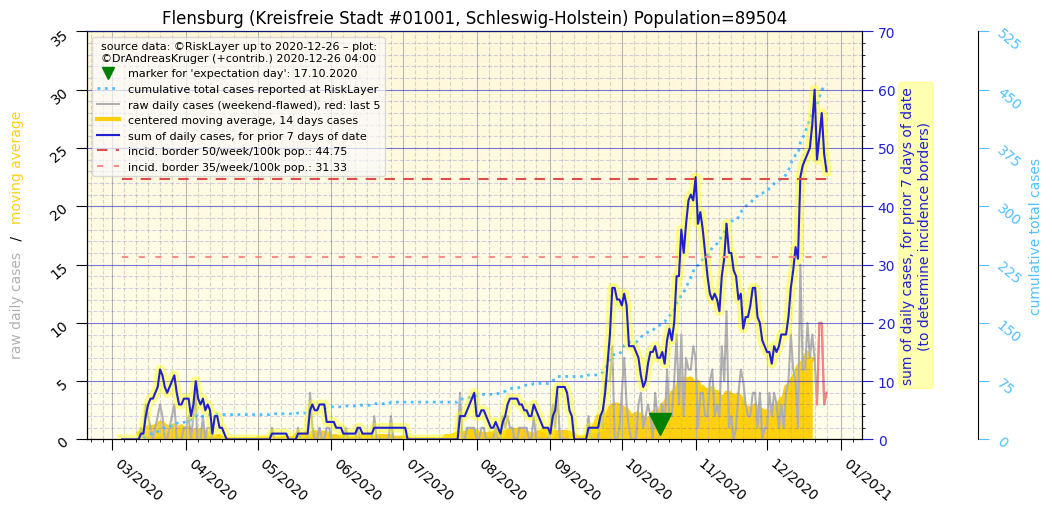 Flensburg (Kreisfreie Stadt #01001, Schleswig-Holstein) Population=89504
source data: ©RiskLayer up to 2020-12-26 – plot:
©DrAndreasKruger (+contrib.) 2020-12-26 04:00
marker for 'expectation day': 17.10.2020
cumulative total cases reported at RiskLayer
raw daily cases (weekend-flawed), red: last 5
centered moving average, 14 days cases
sum of daily cases, for prior 7 days of date
incid. border 50/week/100k pop.: 44.75
incid. border 35/week/100k pop.: 31.33
raw daily cases / moving average
35
30
25
20
15
10
5
0
70
60
50
40
30
20
10
0
sum of daily cases, for prior 7 days of date
(to determine incidence borders)
525
450
375
300
225
150
75
0
cumulative total cases
03/2020
04/2020
05/2020
06/2020
07/2020
08/2020
09/2020
10/2020
11/2020
12/2020
01/2021